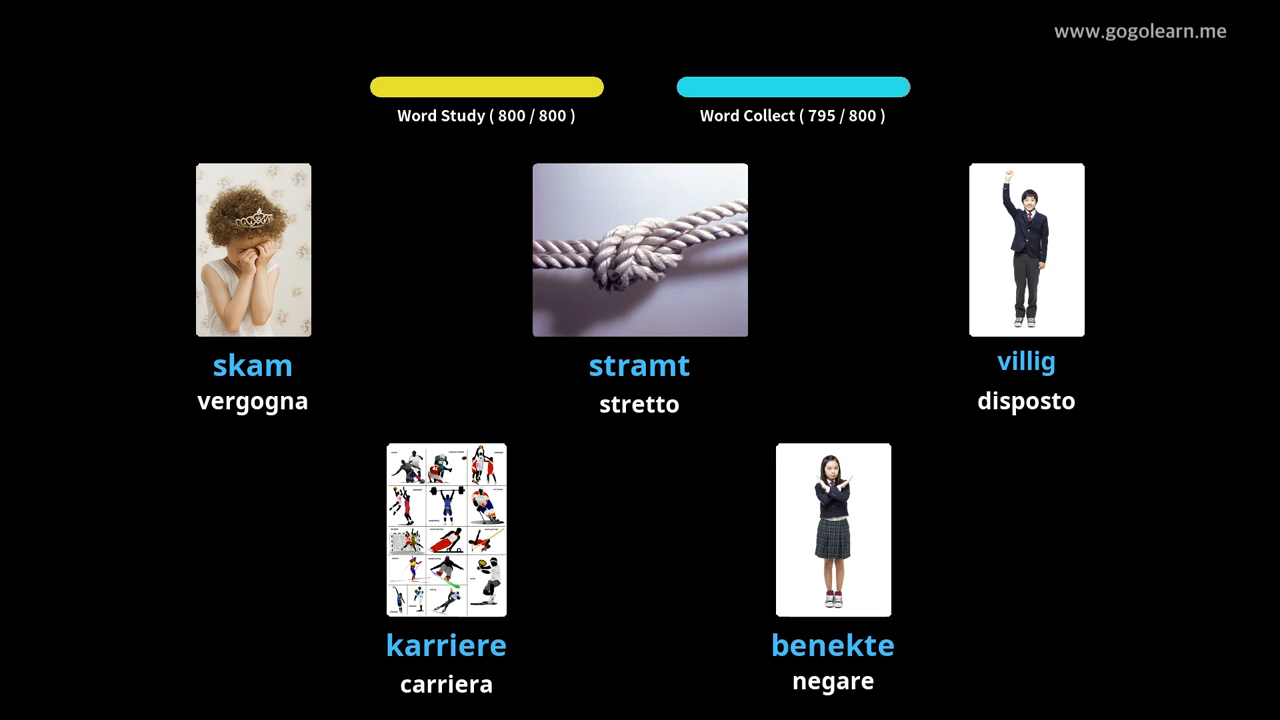 www.gogolearn.me
Word Study ( 800 / 800 )
Word Collect ( 795 / 800 )
skam
vergogna
stramt
stretto
villig
disposto
karriere
carriera
benekte
negare